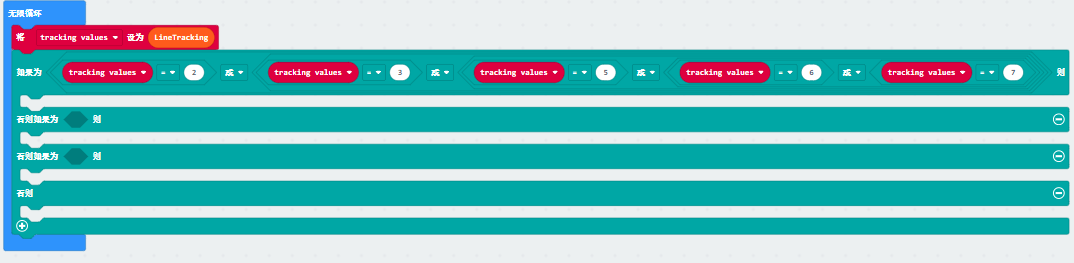 无限循环
将 tracking values 设为 LineTracking
如果为 tracking values = 2 或 tracking values = 3 或 tracking values = 5 或 tracking values = 6 或 tracking values = 7 则
否则如果为 则
否则如果为 则
否则